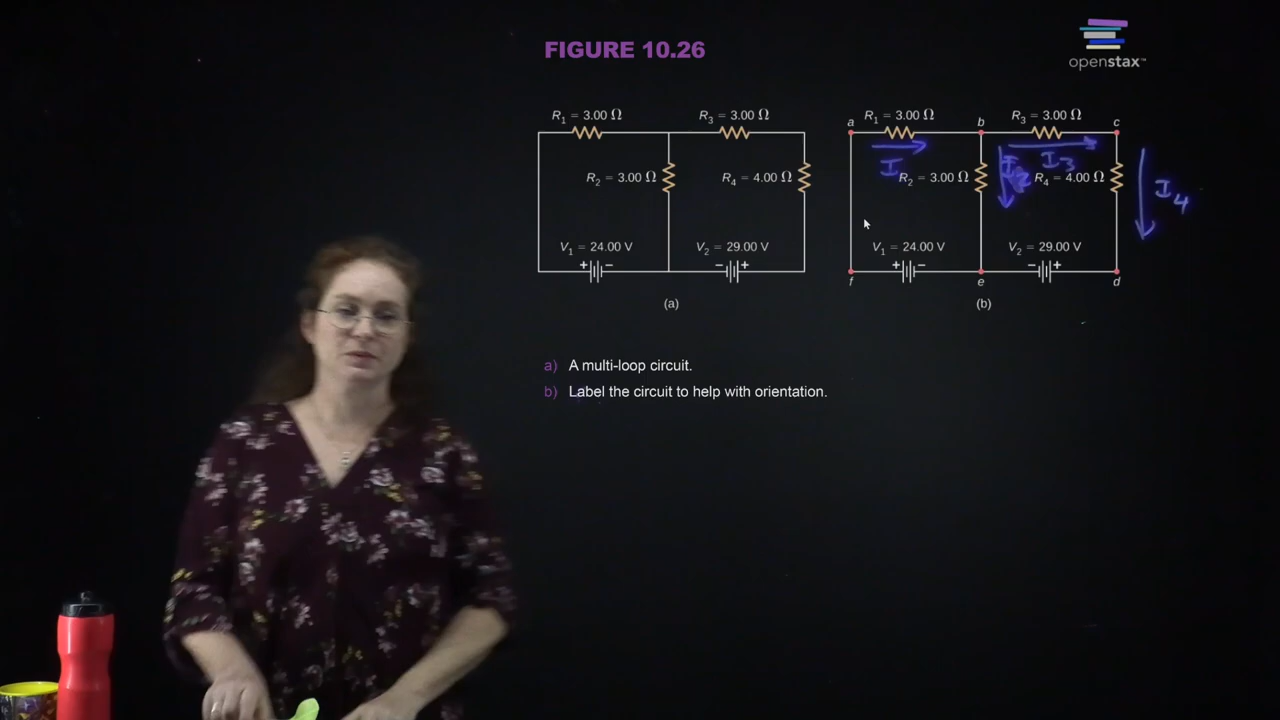 FIGURE 10.26
openstax™
R1 = 3.00 Ω
R3 = 3.00 Ω
R2 = 3.00 Ω
R4 = 4.00 Ω
V1 = 24.00 V
V2 = 29.00 V
+ −
− +
(a)
a
R1 = 3.00 Ω
b
R3 = 3.00 Ω
c
I
I2
I3
R2 = 3.00 Ω
R4 = 4.00 Ω
I4
V1 = 24.00 V
V2 = 29.00 V
+ −
− +
f
e
d
(b)
a) A multi-loop circuit.
b) Label the circuit to help with orientation.